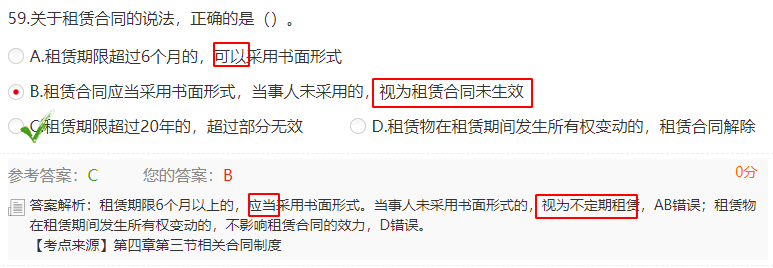 59.关于租赁合同的说法，正确的是（）。
A.租赁期限超过6个月的，可以采用书面形式
B.租赁合同应当采用书面形式，当事人未采用的，视为租赁合同未生效
C.租赁期限超过20年的，超过部分无效 D.租赁物在租赁期间发生所有权变动的，租赁合同解除
参考答案：C 您的答案：B 0分
答案解析：租赁期限6个月以上的，应当采用书面形式。当事人未采用书面形式的，视为不定期租赁，AB错误；租赁物
在租赁期间发生所有权变动的，不影响租赁合同的效力，D错误。
【考点来源】第四章第三节相关合同制度